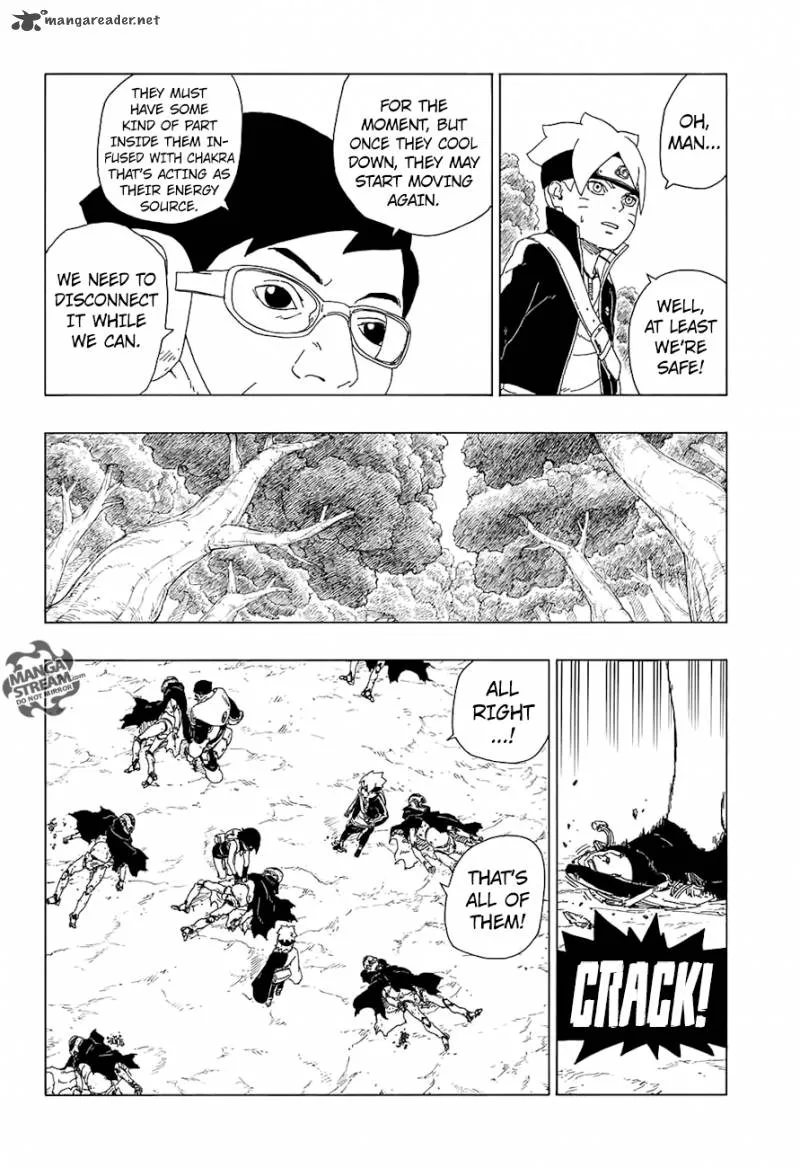 mangareader.net
OH,
MAN...
WELL,
AT LEAST
WE'RE
SAFE!
FOR THE
MOMENT, BUT
ONCE THEY COOL
DOWN, THEY MAY
START MOVING
AGAIN.
THEY MUST
HAVE SOME
KIND OF PART
INSIDE THEM IN-
FUSED WITH CHAKRA
THAT'S ACTING AS
THEIR ENERGY
SOURCE.
WE NEED TO
DISCONNECT
IT WHILE
WE CAN.
MANGA
STREAM.com
DO NOT MIRROR
CRACK!
ALL
RIGHT
...!
THAT'S
ALL OF
THEM!